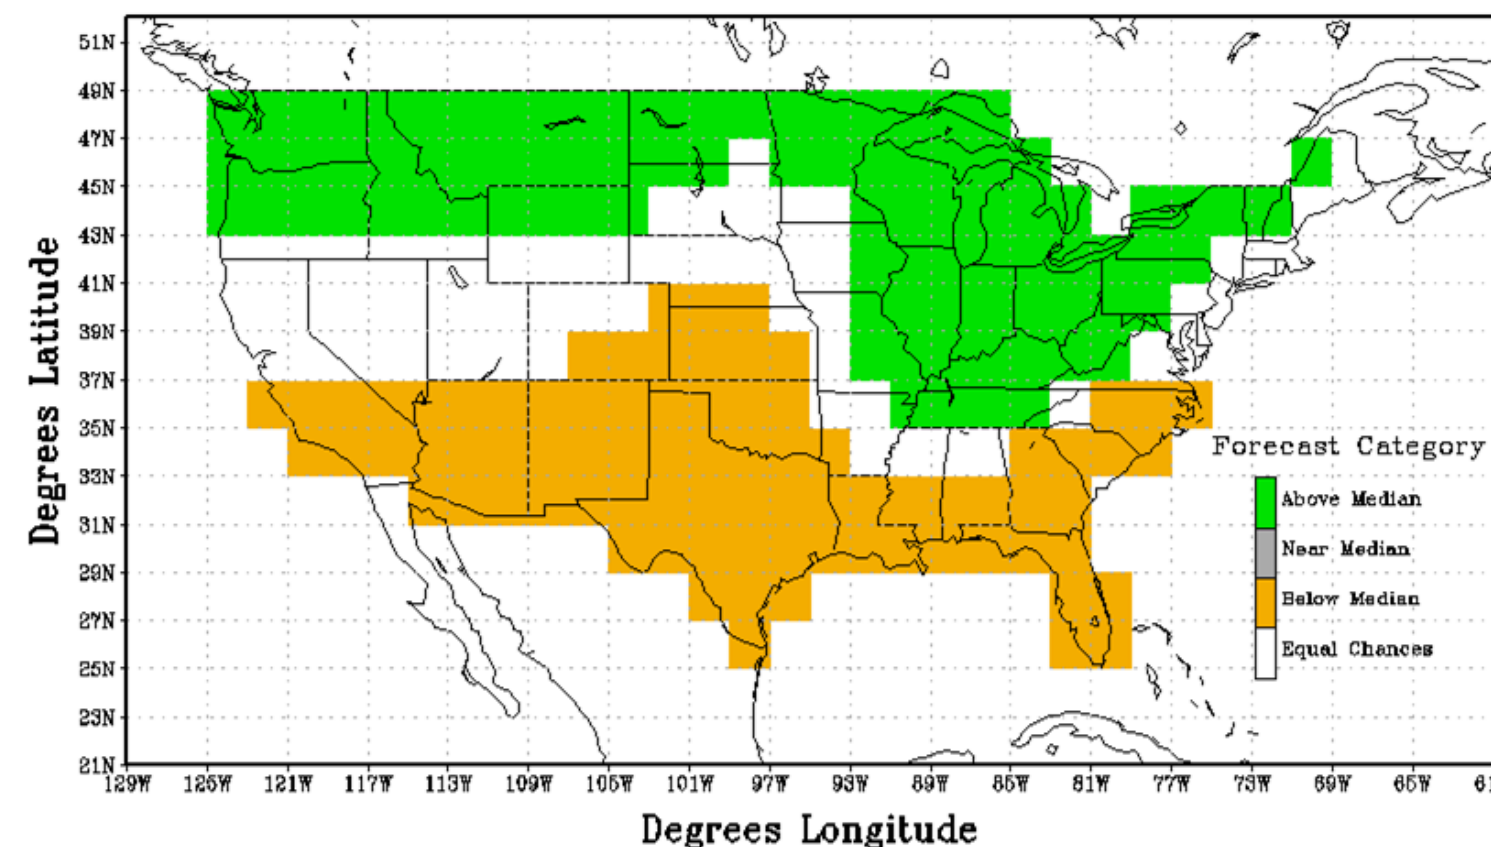 51N
49N
47N
45N
43N
41N
39N
37N
35N
33N
31N
29N
27N
25N
23N
21N
Degrees Latitude
Forecast Category
Above Median
Near Median
Below Median
Equal Chances
129W 125W 121W 117W 113W 109W 105W 101W 97W 93W 89W 85W 81W 77W 73W 69W 65W 61
Degrees Longitude